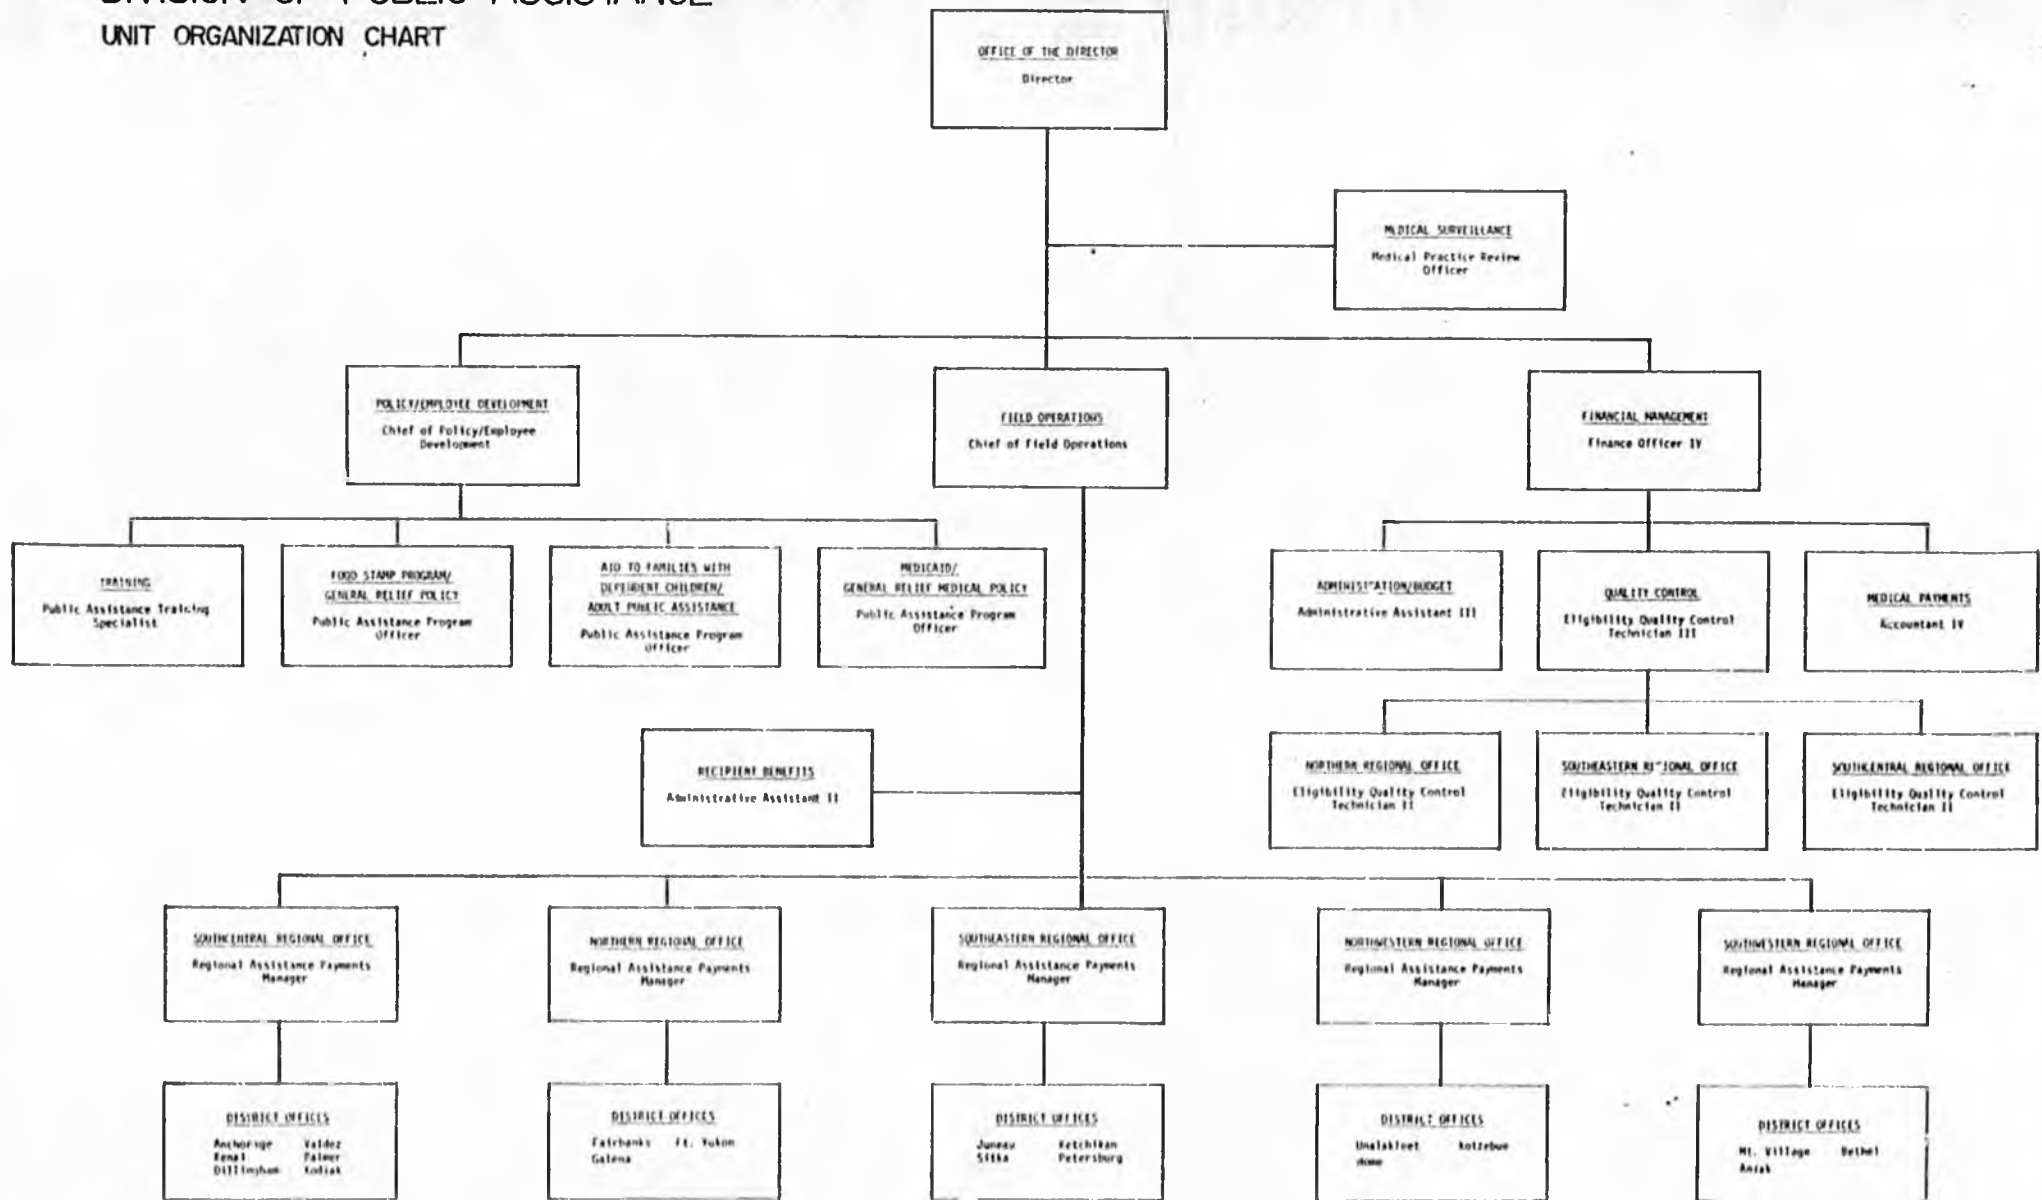 DIVISION OF PUBLIC ASSISTANCE
UNIT ORGANIZATION CHART
OFFICE OF THE DIRECTOR
Director
MEDICAL SURVEILLANCE
Medical Practice Review
Officer
POLICY/EMPLOYEE DEVELOPMENT
Chief of Policy/Employee
Development
FIELD OPERATIONS
Chief of Field Operations
FINANCIAL MANAGEMENT
Finance Officer IV
TRAINING
Public Assistance Training
Specialist
FOOD STAMP PROGRAM/
GENERAL RELIEF POLICY
Public Assistance Program
Officer
AID TO FAMILIES WITH
DEPENDENT CHILDREN/
ADULT PUBLIC ASSISTANCE
Public Assistance Program
Officer
MEDICAID/
GENERAL RELIEF MEDICAL POLICY
Public Assistance Program
Officer
ADMINISTRATION/BUDGET
Administrative Assistant III
QUALITY CONTROL
Eligibility Quality Control
Technician III
MEDICAL PAYMENTS
Accountant IV
RECIPIENT BENEFITS
Administrative Assistant II
NORTHERN REGIONAL OFFICE
Eligibility Quality Control
Technician II
SOUTHEASTERN REGIONAL OFFICE
Eligibility Quality Control
Technician II
SOUTHCENTRAL REGIONAL OFFICE
Eligibility Quality Control
Technician II
SOUTHCENTRAL REGIONAL OFFICE
Regional Assistance Payments
Manager
NORTHERN REGIONAL OFFICE
Regional Assistance Payments
Manager
SOUTHEASTERN REGIONAL OFFICE
Regional Assistance Payments
Manager
NORTHWESTERN REGIONAL OFFICE
Regional Assistance Payments
Manager
SOUTHWESTERN REGIONAL OFFICE
Regional Assistance Payments
Manager
DISTRICT OFFICES
Anchorage Valdez
Kenai Palmer
Dillingham Kodiak
DISTRICT OFFICES
Fairbanks Ft. Yukon
Galena
DISTRICT OFFICES
Juneau Ketchikan
Sitka Petersburg
DISTRICT OFFICES
Unalakleet Kotzebue
Nome
DISTRICT OFFICES
Mt. Village Bethel
Aniak